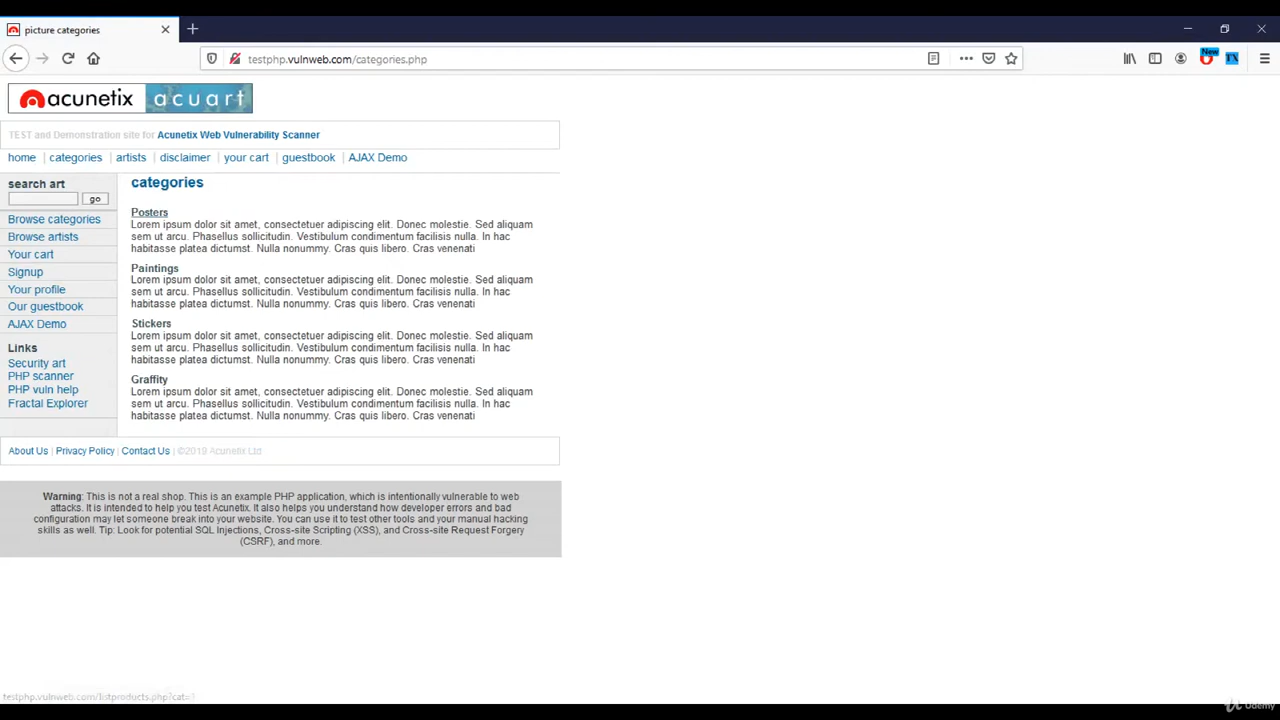 picture categories
testphp.vulnweb.com/categories.php
New
TX
acunetix acuart
TEST and Demonstration site for Acunetix Web Vulnerability Scanner
home | categories | artists | disclaimer | your cart | guestbook | AJAX Demo
search art
go
Browse categories
Browse artists
Your cart
Signup
Your profile
Our guestbook
AJAX Demo
Links
Security art
PHP scanner
PHP vuln help
Fractal Explorer
categories
Posters
Lorem ipsum dolor sit amet, consectetuer adipiscing elit. Donec molestie. Sed aliquam
sem ut arcu. Phasellus sollicitudin. Vestibulum condimentum facilisis nulla. In hac
habitasse platea dictumst. Nulla nonummy. Cras quis libero. Cras venenati
Paintings
Lorem ipsum dolor sit amet, consectetuer adipiscing elit. Donec molestie. Sed aliquam
sem ut arcu. Phasellus sollicitudin. Vestibulum condimentum facilisis nulla. In hac
habitasse platea dictumst. Nulla nonummy. Cras quis libero. Cras venenati
Stickers
Lorem ipsum dolor sit amet, consectetuer adipiscing elit. Donec molestie. Sed aliquam
sem ut arcu. Phasellus sollicitudin. Vestibulum condimentum facilisis nulla. In hac
habitasse platea dictumst. Nulla nonummy. Cras quis libero. Cras venenati
Graffity
Lorem ipsum dolor sit amet, consectetuer adipiscing elit. Donec molestie. Sed aliquam
sem ut arcu. Phasellus sollicitudin. Vestibulum condimentum facilisis nulla. In hac
habitasse platea dictumst. Nulla nonummy. Cras quis libero. Cras venenati
About Us | Privacy Policy | Contact Us | ©2019 Acunetix Ltd
Warning: This is not a real shop. This is an example PHP application, which is intentionally vulnerable to web
attacks. It is intended to help you test Acunetix. It also helps you understand how developer errors and bad
configuration may let someone break into your website. You can use it to test other tools and your manual hacking
skills as well. Tip: Look for potential SQL Injections, Cross-site Scripting (XSS), and Cross-site Request Forgery
(CSRF), and more.
testphp.vulnweb.com/listproducts.php?cat=
Udemy